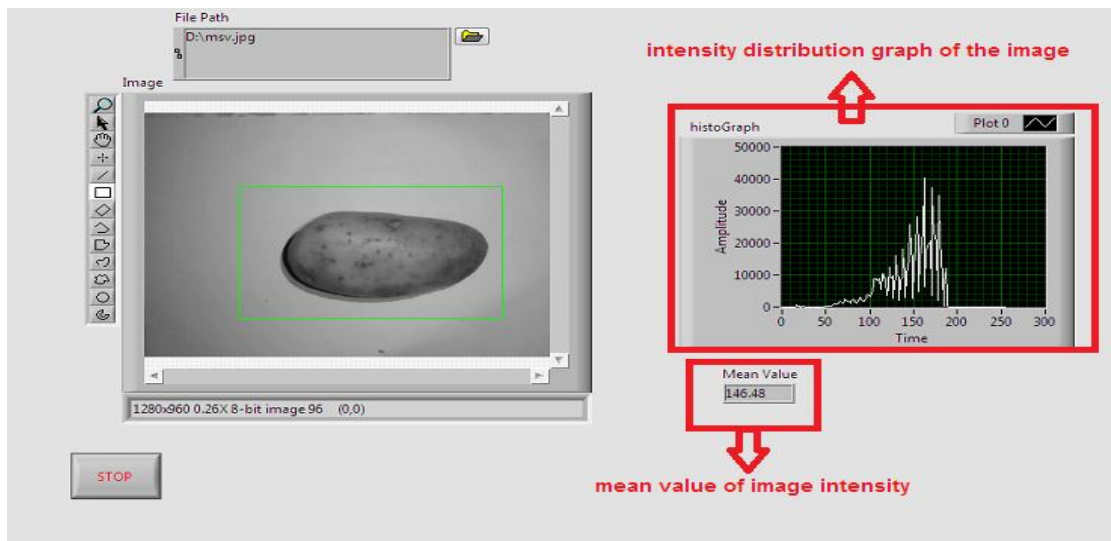 File Path
D:\msv.jpg
Image
1280x960 0.26X 8-bit image 96 (0,0)
STOP
intensity distribution graph of the image
histoGraph
Plot 0
50000
40000
30000
20000
10000
0
Amplitude
0 50 100 150 200 250 300
Time
Mean Value
146.48
mean value of image intensity